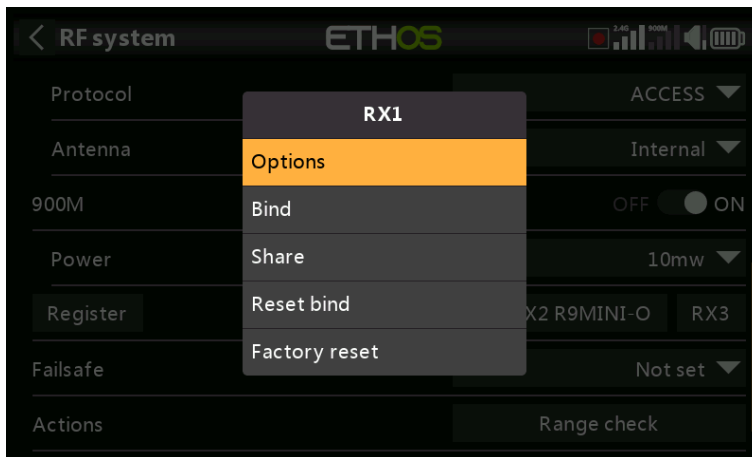 RF system
ETHOS
2.4G
900M
Protocol
ACCESS
RX1
Antenna
Internal
Options
900M
OFF
ON
Bind
Power
10mw
Share
Register
X2 R9MINI-O
RX3
Reset bind
Failsafe
Not set
Factory reset
Actions
Range check